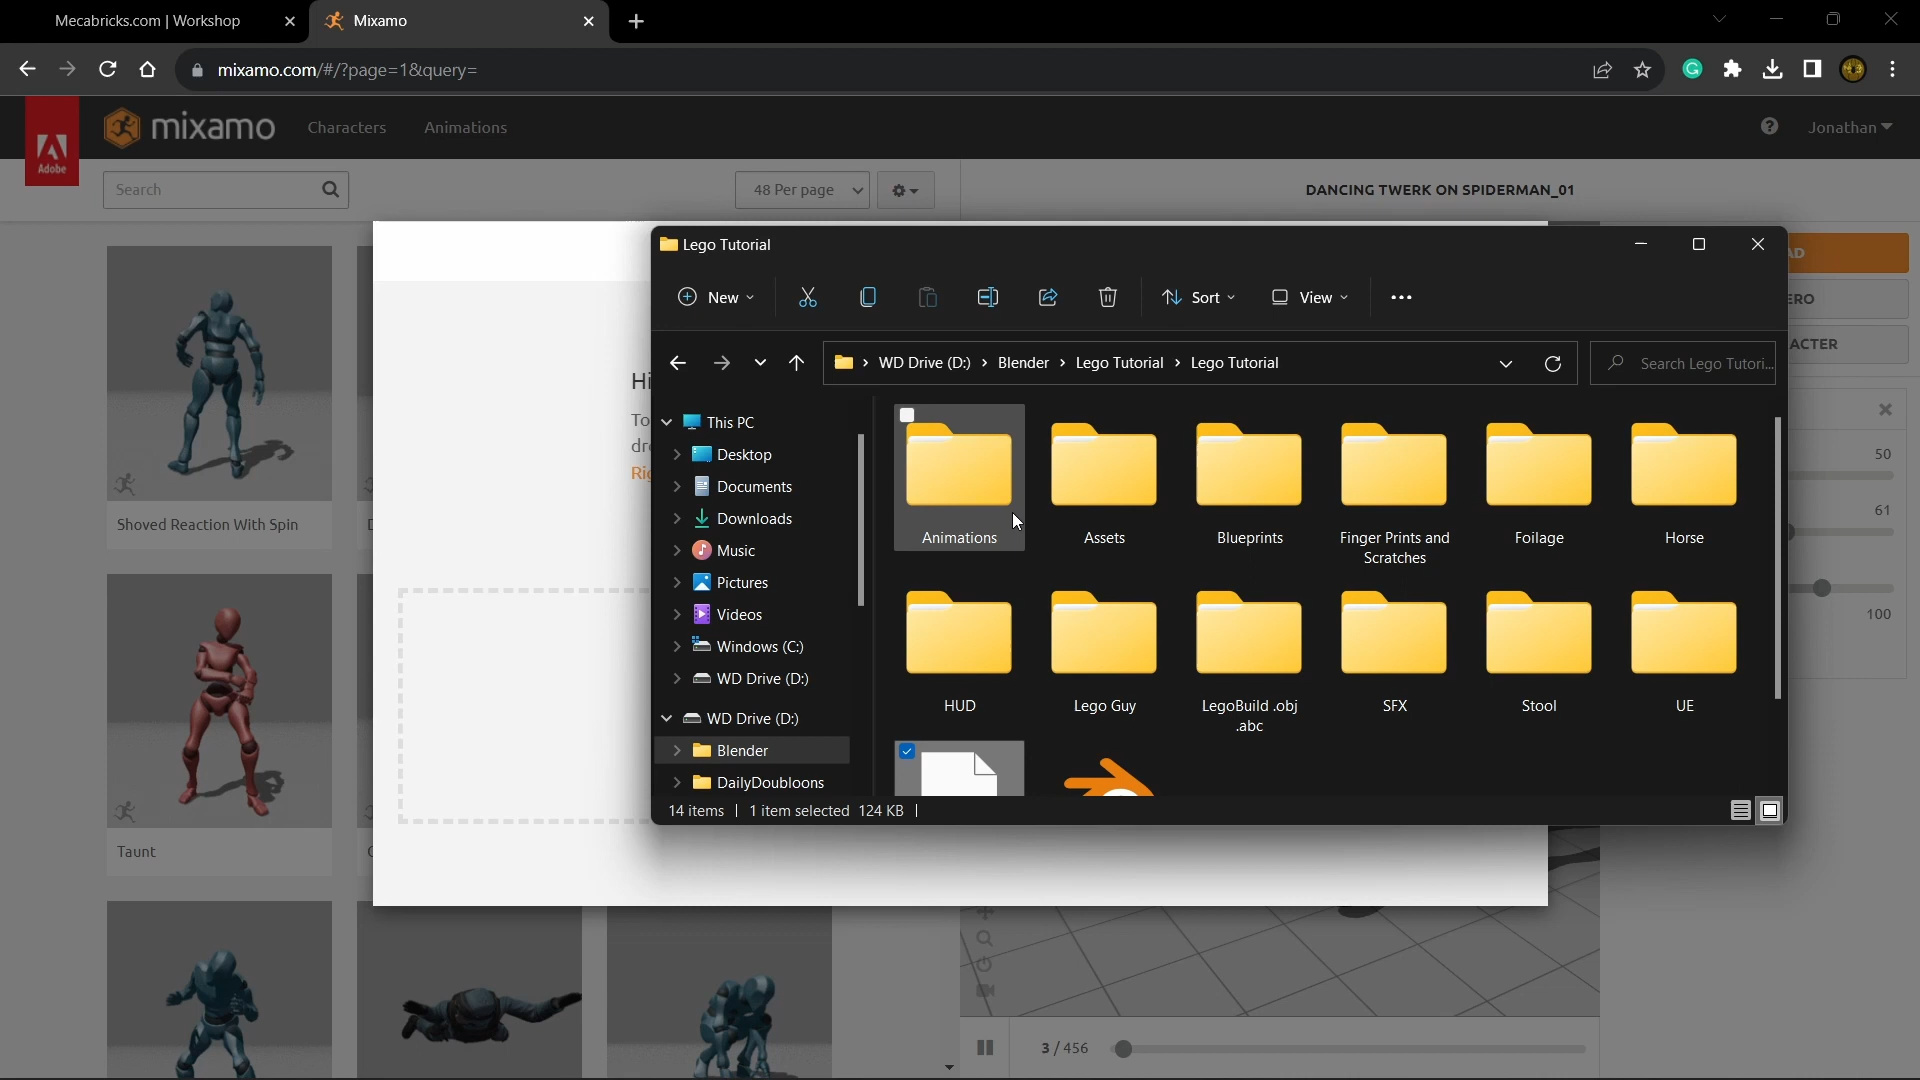 Mecabricks.com | Workshop
Mixamo
mixamo.com/#/?page=1&query=
Adobe
mixamo
Characters
Animations
Jonathan
Search
48 Per page
DANCING TWERK ON SPIDERMAN_01
Lego Tutorial
New
Sort
View
WD Drive (D:) › Blender › Lego Tutorial › Lego Tutorial
Search Lego Tutori...
This PC
Desktop
Documents
Downloads
Music
Pictures
Videos
Windows (C:)
WD Drive (D:)
WD Drive (D:)
Blender
DailyDoubloons
Animations
Assets
Blueprints
Finger Prints and
Scratches
Foilage
Horse
HUD
Lego Guy
LegoBuild .obj
.abc
SFX
Stool
UE
14 items
1 item selected 124 KB
Shoved Reaction With Spin
Taunt
Hi
To
50
61
100
3 / 456